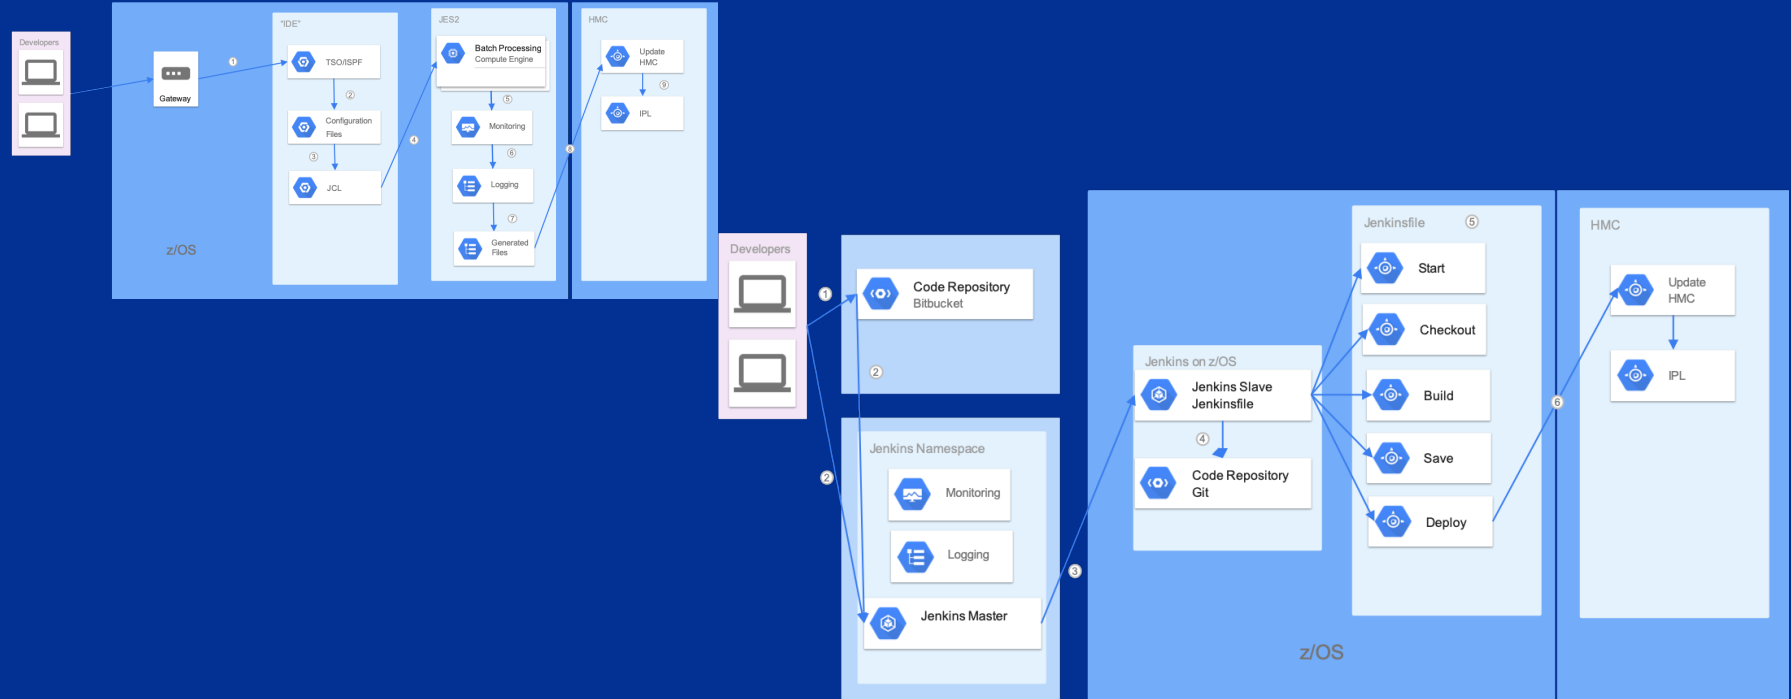 Developers
Gateway
①
z/OS
"IDE"
TSO/ISPF
②
Configuration
Files
③
JCL
④
JES2
Batch Processing
Compute Engine
⑤
Monitoring
⑥
Logging
⑦
Generated
Files
⑧
HMC
Update
HMC
⑨
IPL
Developers
①
②
Code Repository
Bitbucket
②
Jenkins Namespace
Monitoring
Logging
Jenkins Master
③
Jenkins on z/OS
Jenkins Slave
Jenkinsfile
④
Code Repository
Git
z/OS
Jenkinsfile
⑤
Start
Checkout
Build
Save
Deploy
⑥
HMC
Update
HMC
IPL